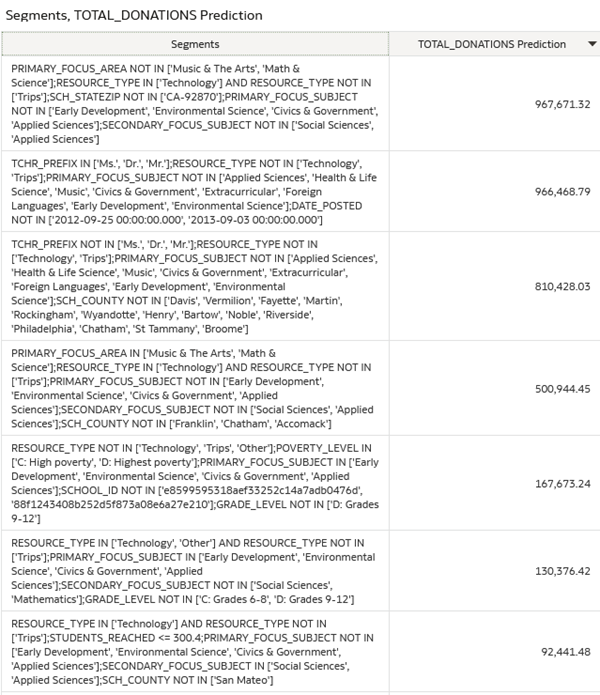 Segments, TOTAL_DONATIONS Prediction
Segments
TOTAL_DONATIONS Prediction
PRIMARY_FOCUS_AREA NOT IN ['Music & The Arts', 'Math &
Science'];RESOURCE_TYPE IN ['Technology'] AND RESOURCE_TYPE NOT IN
['Trips'];SCH_STATEZIP NOT IN ['CA-92870'];PRIMARY_FOCUS_SUBJECT
NOT IN ['Early Development', 'Environmental Science', 'Civics & Government',
'Applied Sciences'];SECONDARY_FOCUS_SUBJECT NOT IN ['Social Sciences',
'Applied Sciences']
967,671.32
TCHR_PREFIX IN ['Ms.', 'Dr.', 'Mr.'];RESOURCE_TYPE NOT IN ['Technology',
'Trips'];PRIMARY_FOCUS_SUBJECT NOT IN ['Applied Sciences', 'Health & Life
Science', 'Music', 'Civics & Government', 'Extracurricular', 'Foreign
Languages', 'Early Development', 'Environmental Science'];DATE_POSTED
NOT IN ['2012-09-25 00:00:00.000', '2013-09-03 00:00:00.000']
966,468.79
TCHR_PREFIX NOT IN ['Ms.', 'Dr.', 'Mr.'];RESOURCE_TYPE NOT IN
['Technology', 'Trips'];PRIMARY_FOCUS_SUBJECT NOT IN ['Applied Sciences',
'Health & Life Science', 'Music', 'Civics & Government', 'Extracurricular',
'Foreign Languages', 'Early Development', 'Environmental
Science'];SCH_COUNTY NOT IN ['Davis', 'Vermilion', 'Fayette', 'Martin',
'Rockingham', 'Wyandotte', 'Henry', 'Bartow', 'Noble', 'Riverside',
'Philadelphia', 'Chatham', 'St Tammany', 'Broome']
810,428.03
PRIMARY_FOCUS_AREA IN ['Music & The Arts', 'Math &
Science'];RESOURCE_TYPE IN ['Technology'] AND RESOURCE_TYPE NOT IN
['Trips'];PRIMARY_FOCUS_SUBJECT NOT IN ['Early Development',
'Environmental Science', 'Civics & Government', 'Applied
Sciences'];SECONDARY_FOCUS_SUBJECT NOT IN ['Social Sciences', 'Applied
Sciences'];SCH_COUNTY NOT IN ['Franklin', 'Chatham', 'Accomack']
500,944.45
RESOURCE_TYPE NOT IN ['Technology', 'Trips', 'Other'];POVERTY_LEVEL IN
['C: High poverty', 'D: Highest poverty'];PRIMARY_FOCUS_SUBJECT IN ['Early
Development', 'Environmental Science', 'Civics & Government', 'Applied
Sciences'];SCHOOL_ID NOT IN ['e8599595318aef33252c14a7adb0476d',
'88f1243408b252d5f873a08e6a27e210'];GRADE_LEVEL NOT IN ['D: Grades
9-12']
167,673.24
RESOURCE_TYPE IN ['Technology', 'Other'] AND RESOURCE_TYPE NOT IN
['Trips'];PRIMARY_FOCUS_SUBJECT IN ['Early Development', 'Environmental
Science', 'Civics & Government', 'Applied
Sciences'];SECONDARY_FOCUS_SUBJECT NOT IN ['Social Sciences',
'Mathematics'];GRADE_LEVEL NOT IN ['C: Grades 6-8', 'D: Grades 9-12']
130,376.42
RESOURCE_TYPE IN ['Technology'] AND RESOURCE_TYPE NOT IN
['Trips'];STUDENTS_REACHED <= 300.4;PRIMARY_FOCUS_SUBJECT NOT IN
['Early Development', 'Environmental Science', 'Civics & Government',
'Applied Sciences'];SECONDARY_FOCUS_SUBJECT IN ['Social Sciences',
'Applied Sciences'];SCH_COUNTY NOT IN ['San Mateo']
92,441.48